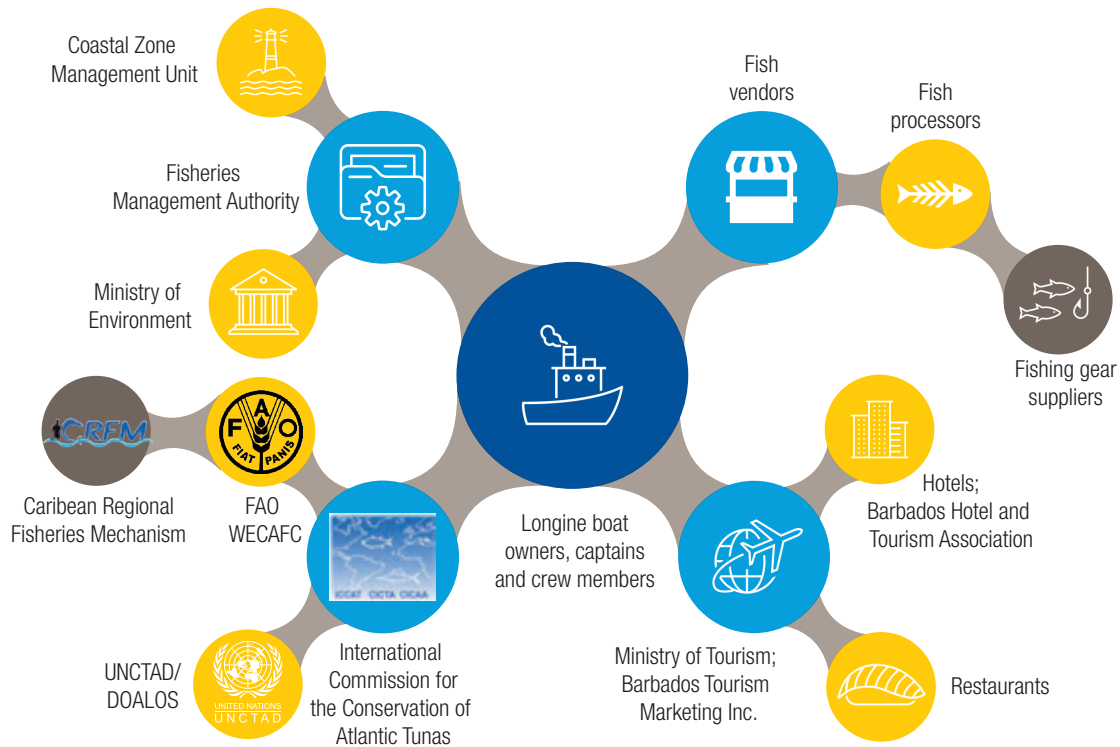 Coastal Zone
Management Unit
Fish
vendors
Fish
processors
Fisheries
Management Authority
Ministry of
Environment
Fishing gear
suppliers
CRFM
F A O
FIAT PANIS
Caribean Regional
Fisheries Mechanism
FAO
WECAFC
Longine boat
owners, captains
and crew members
Hotels;
Barbados Hotel and
Tourism Association
ICCAT CICTA CICAA
UNCTAD/
DOALOS
UNITED NATIONS
UNCTAD
International
Commission for
the Conservation of
Atlantic Tunas
Ministry of Tourism;
Barbados Tourism
Marketing Inc.
Restaurants